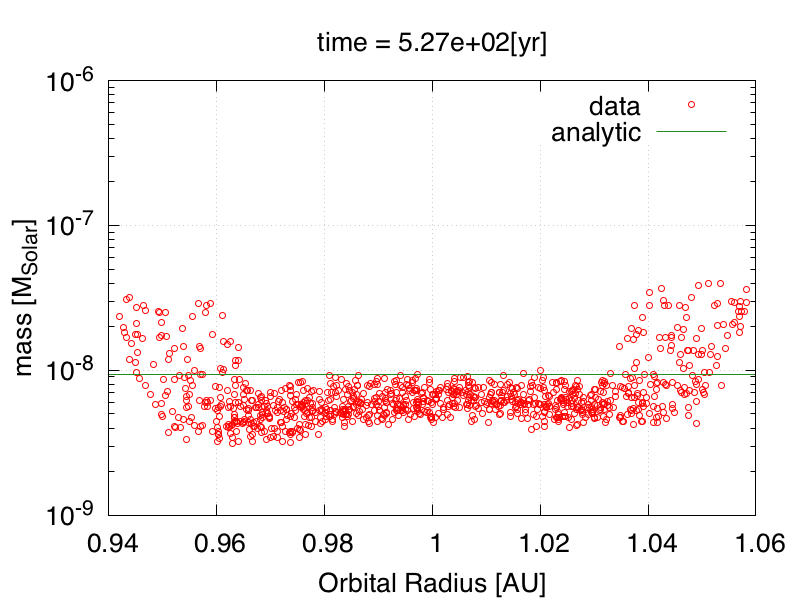 time = 5.27e+02[yr]
data
analytic
mass [M_Solar]
10^-6
10^-7
10^-8
10^-9
0.94 0.96 0.98 1 1.02 1.04 1.06
Orbital Radius [AU]